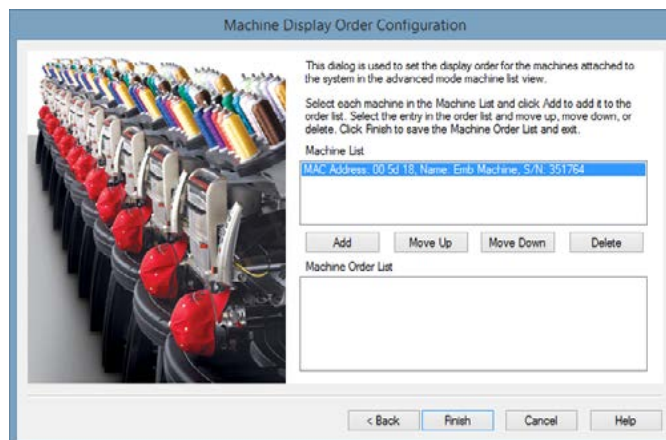 Machine Display Order Configuration
This dialog is used to set the display order for the machines attached to
the system in the advanced mode machine list view.
Select each machine in the Machine List and click Add to add it to the
order list. Select the entry in the order list and move up, move down, or
delete. Click Finish to save the Machine Order List and exit.
Machine List
MAC Address: 00 5d 18, Name: Emb Machine, S/N: 351764
Add Move Up Move Down Delete
Machine Order List
< Back Finish Cancel Help